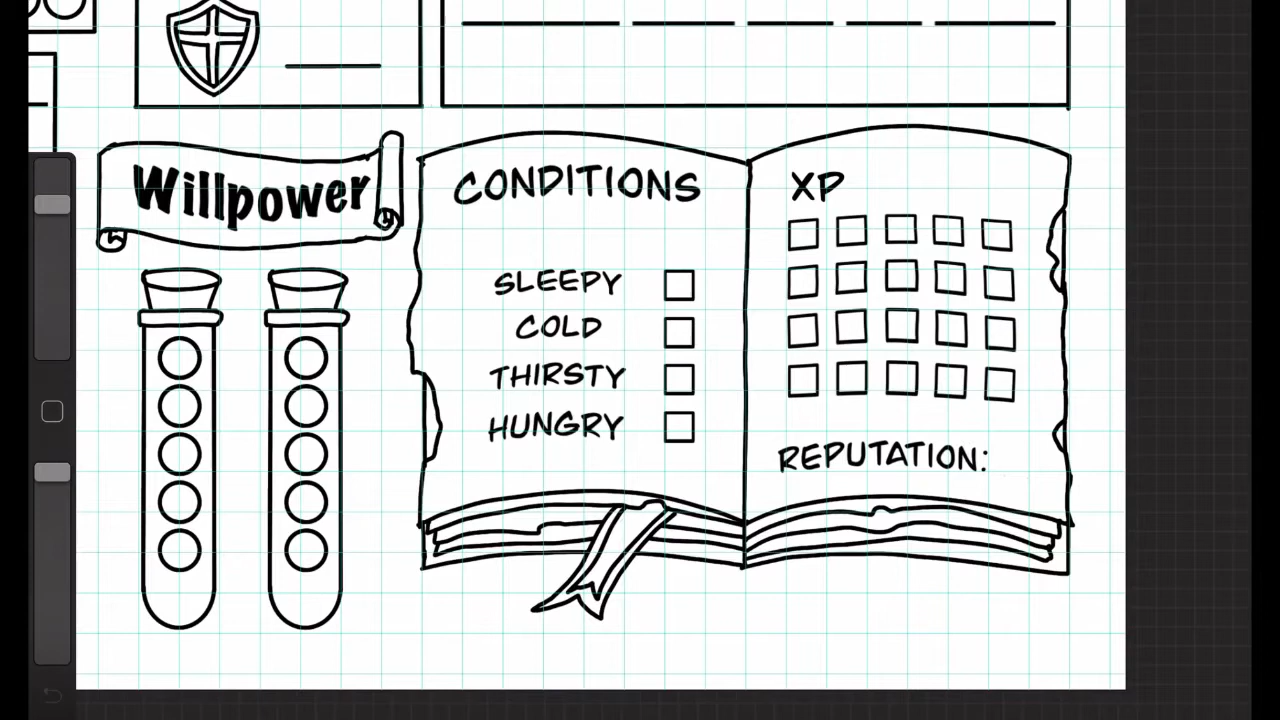 Willpower
CONDITIONS
SLEEPY
COLD
THIRSTY
HUNGRY
XP
REPUTATION: